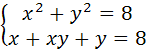 x² + y² = 8
x + xy + y = 8